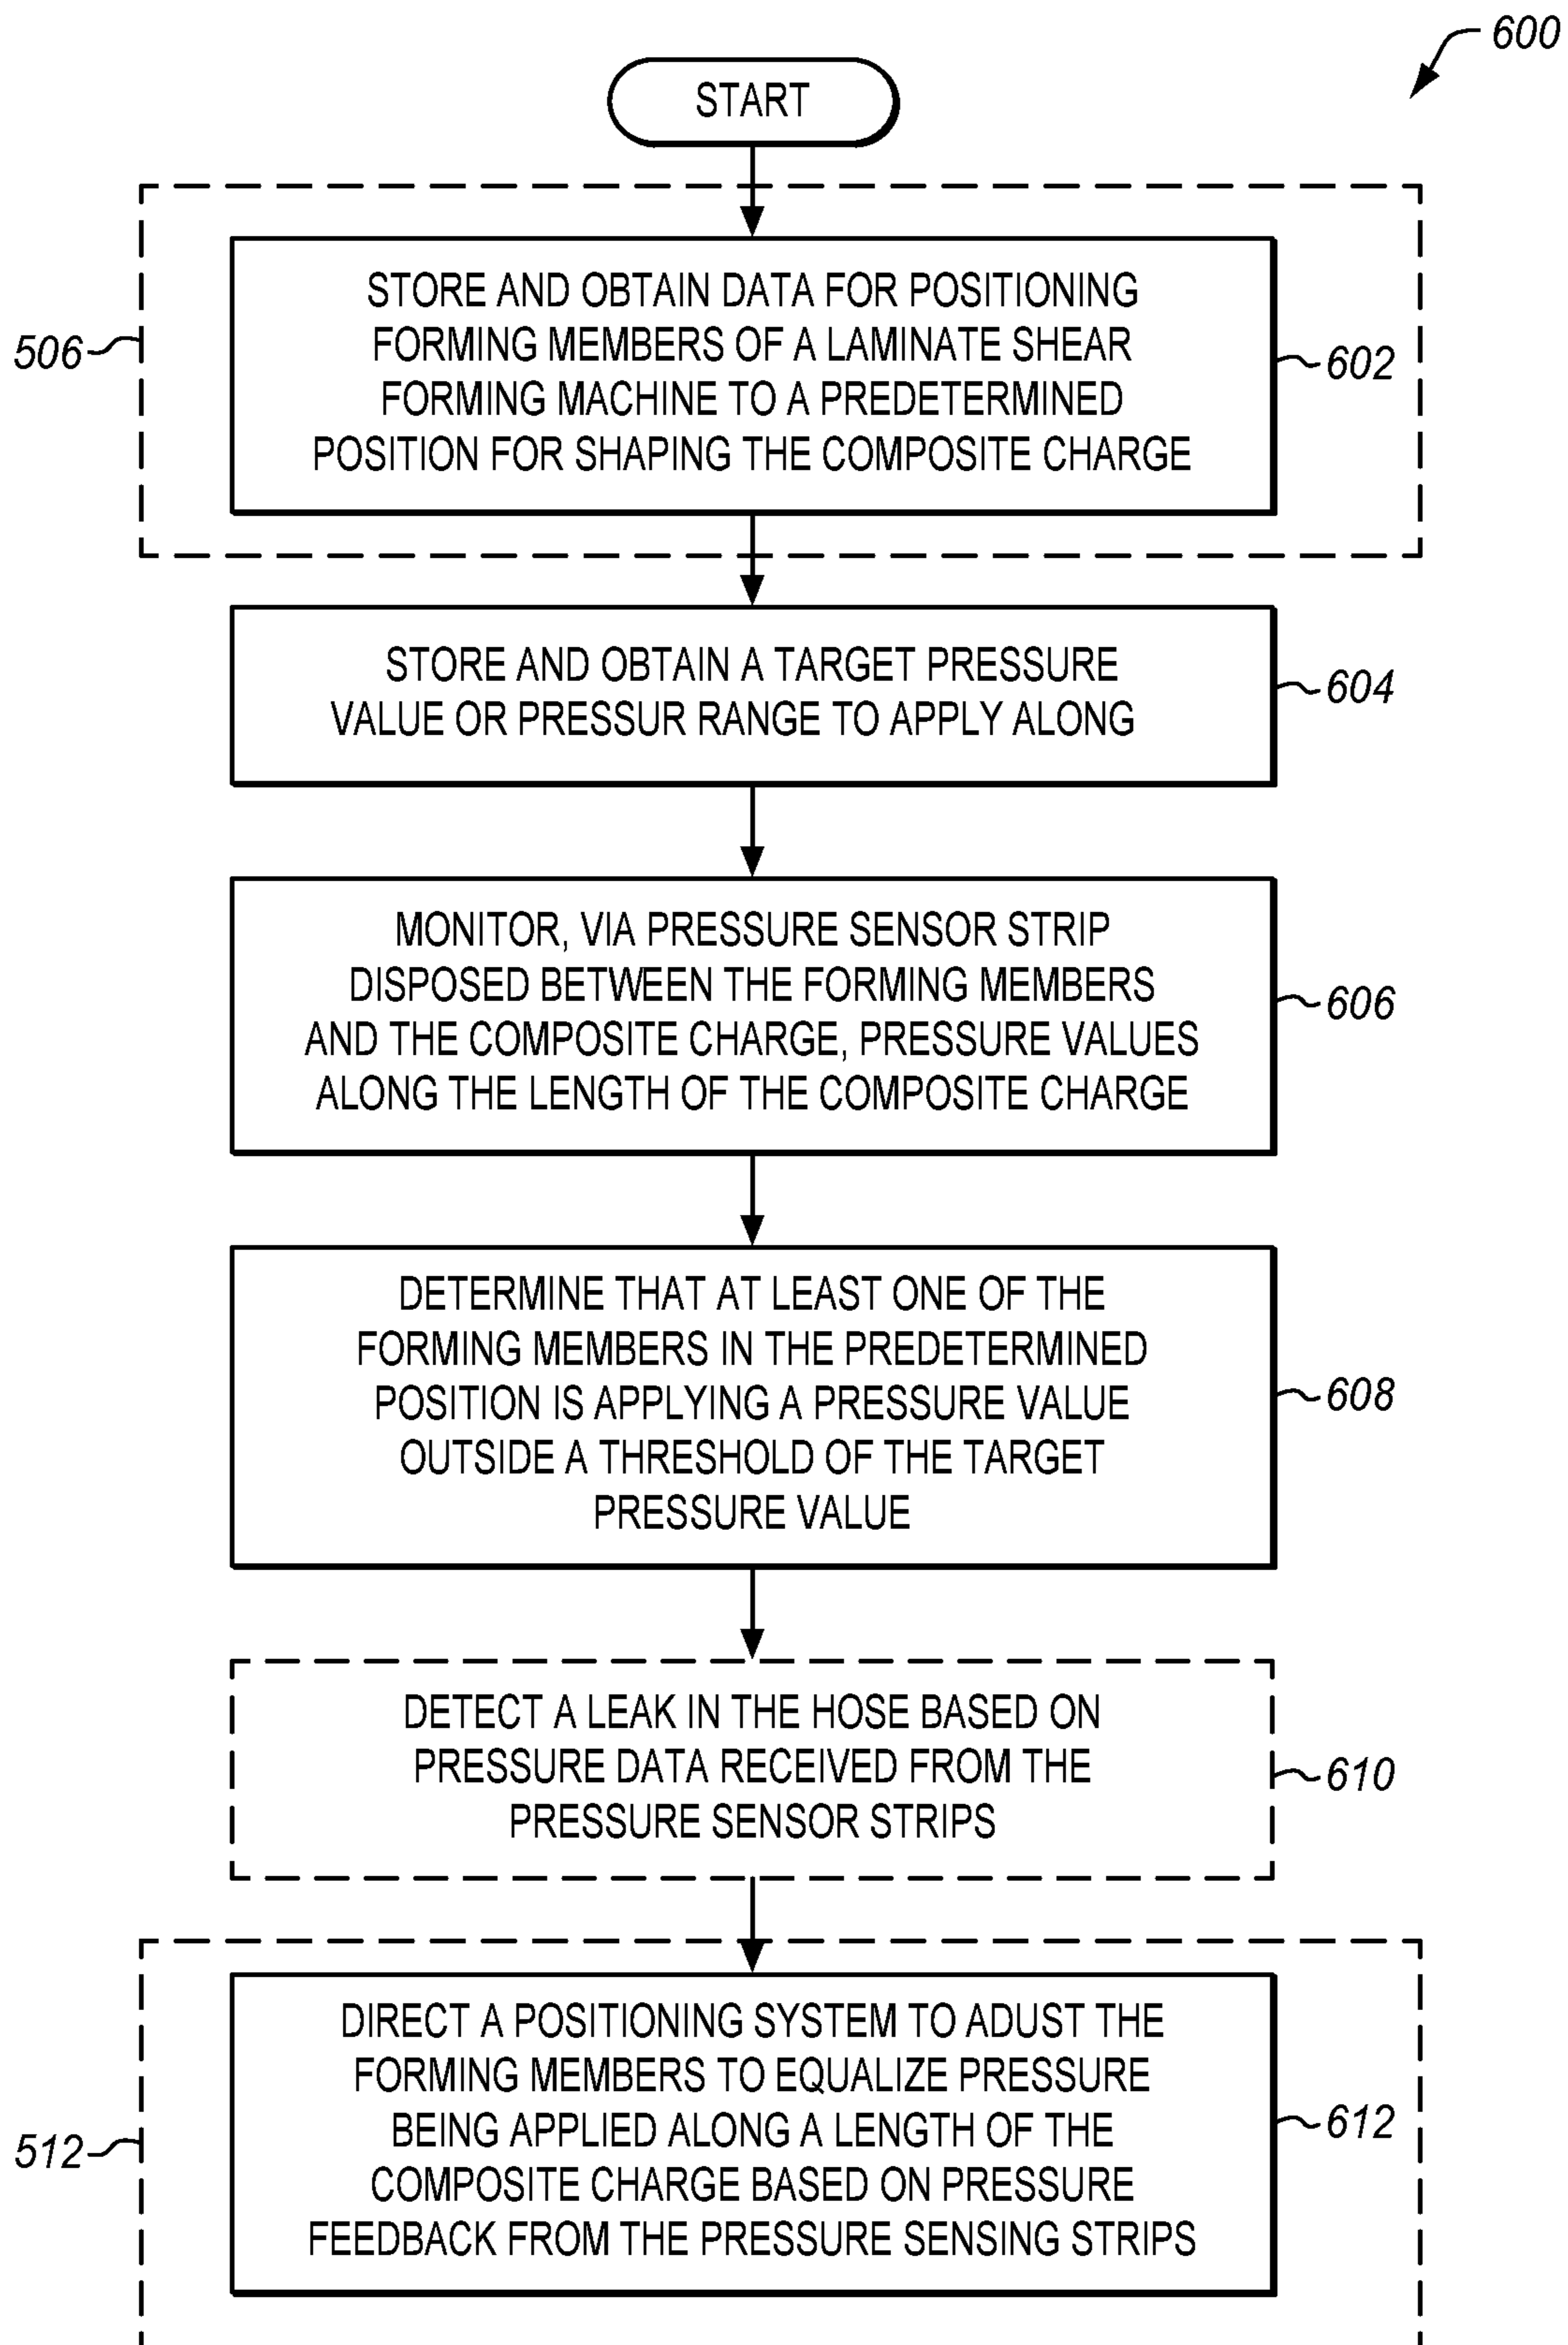 600
START
506
STORE AND OBTAIN DATA FOR POSITIONING
FORMING MEMBERS OF A LAMINATE SHEAR
FORMING MACHINE TO A PREDETERMINED
POSITION FOR SHAPING THE COMPOSITE CHARGE
602
STORE AND OBTAIN A TARGET PRESSURE
VALUE OR PRESSUR RANGE TO APPLY ALONG
604
MONITOR, VIA PRESSURE SENSOR STRIP
DISPOSED BETWEEN THE FORMING MEMBERS
AND THE COMPOSITE CHARGE, PRESSURE VALUES
ALONG THE LENGTH OF THE COMPOSITE CHARGE
606
DETERMINE THAT AT LEAST ONE OF THE
FORMING MEMBERS IN THE PREDETERMINED
POSITION IS APPLYING A PRESSURE VALUE
OUTSIDE A THRESHOLD OF THE TARGET
PRESSURE VALUE
608
DETECT A LEAK IN THE HOSE BASED ON
PRESSURE DATA RECEIVED FROM THE
PRESSURE SENSOR STRIPS
610
512
DIRECT A POSITIONING SYSTEM TO ADUST THE
FORMING MEMBERS TO EQUALIZE PRESSURE
BEING APPLIED ALONG A LENGTH OF THE
COMPOSITE CHARGE BASED ON PRESSURE
FEEDBACK FROM THE PRESSURE SENSING STRIPS
612